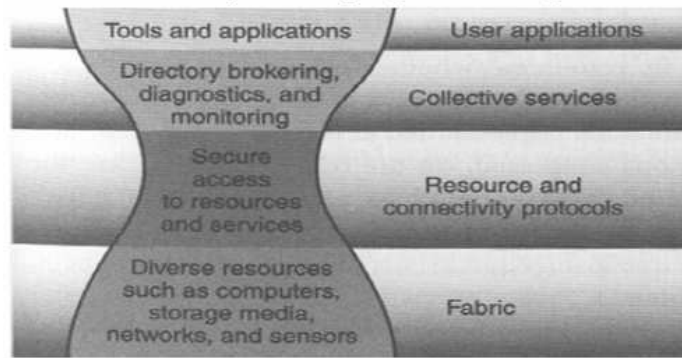 Tools and applications
User applications
Directory brokering,
diagnostics, and
monitoring
Collective services
Secure
access
to resources
and services
Resource and
connectivity protocols
Diverse resources
such as computers,
storage media,
networks, and sensors
Fabric